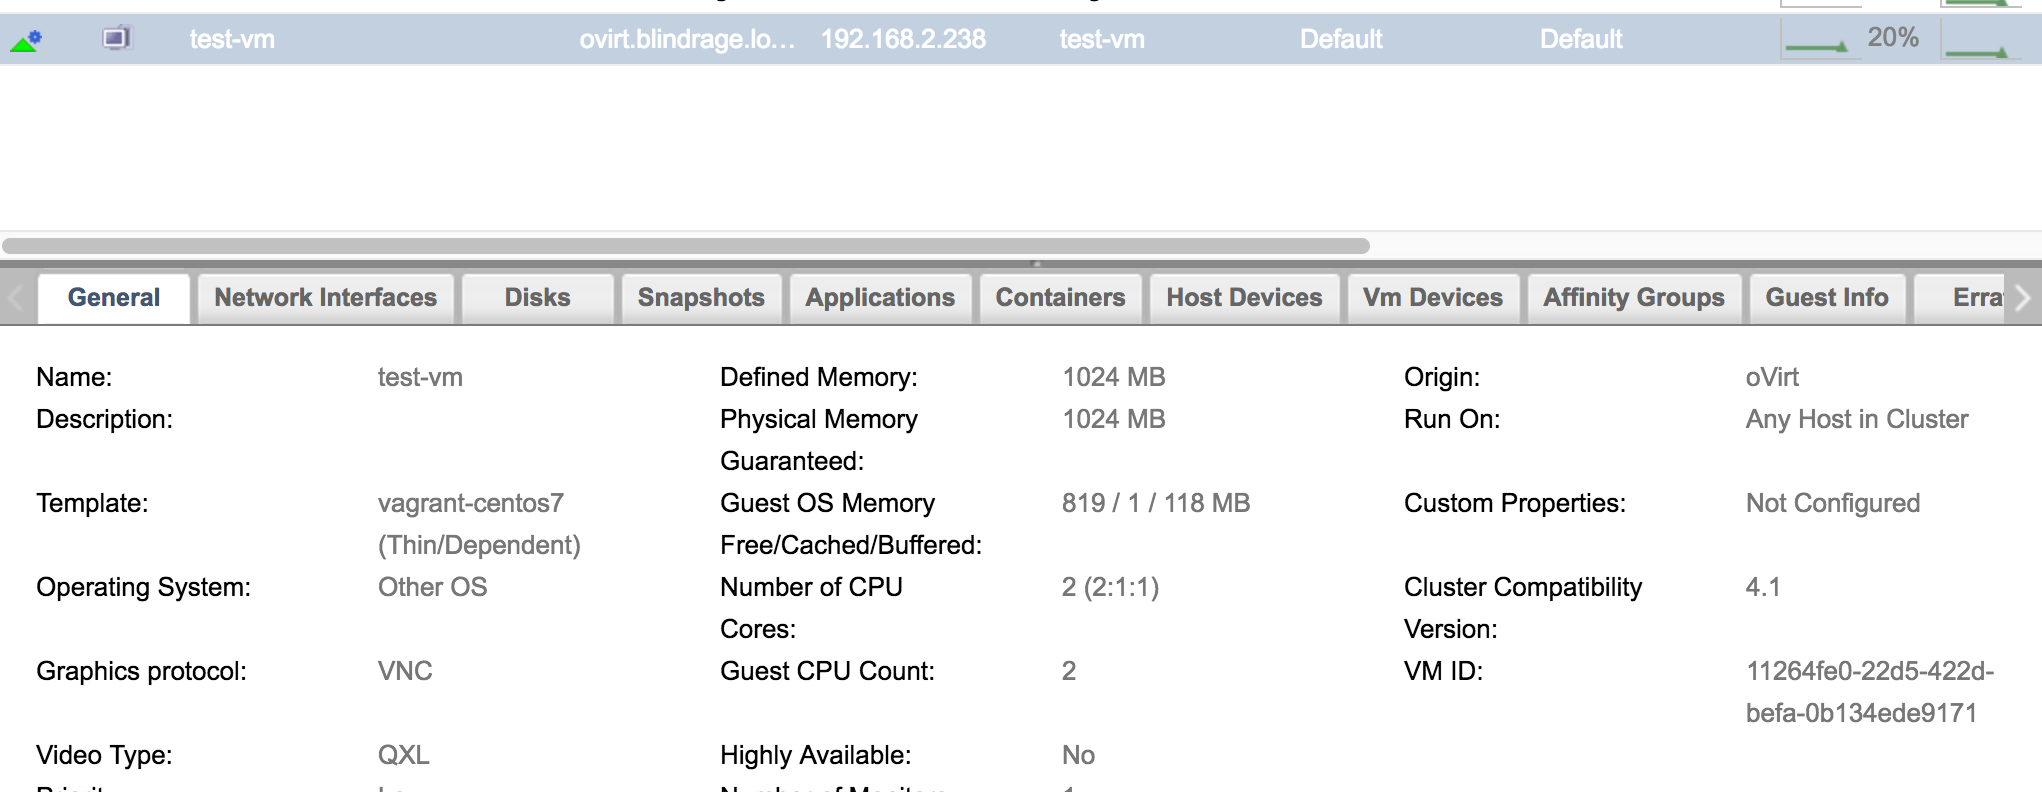 test-vm ovirt.blindrage.lo... 192.168.2.238 test-vm Default Default 20%
General Network Interfaces Disks Snapshots Applications Containers Host Devices Vm Devices Affinity Groups Guest Info Erra
Name: test-vm Defined Memory: 1024 MB Origin: oVirt
Description: Physical Memory 1024 MB Run On: Any Host in Cluster
Guaranteed:
Template: vagrant-centos7 Guest OS Memory 819 / 1 / 118 MB Custom Properties: Not Configured
(Thin/Dependent) Free/Cached/Buffered:
Operating System: Other OS Number of CPU 2 (2:1:1) Cluster Compatibility 4.1
Cores: Version:
Graphics protocol: VNC Guest CPU Count: 2 VM ID: 11264fe0-22d5-422d-
befa-0b134ede9171
Video Type: QXL Highly Available: No